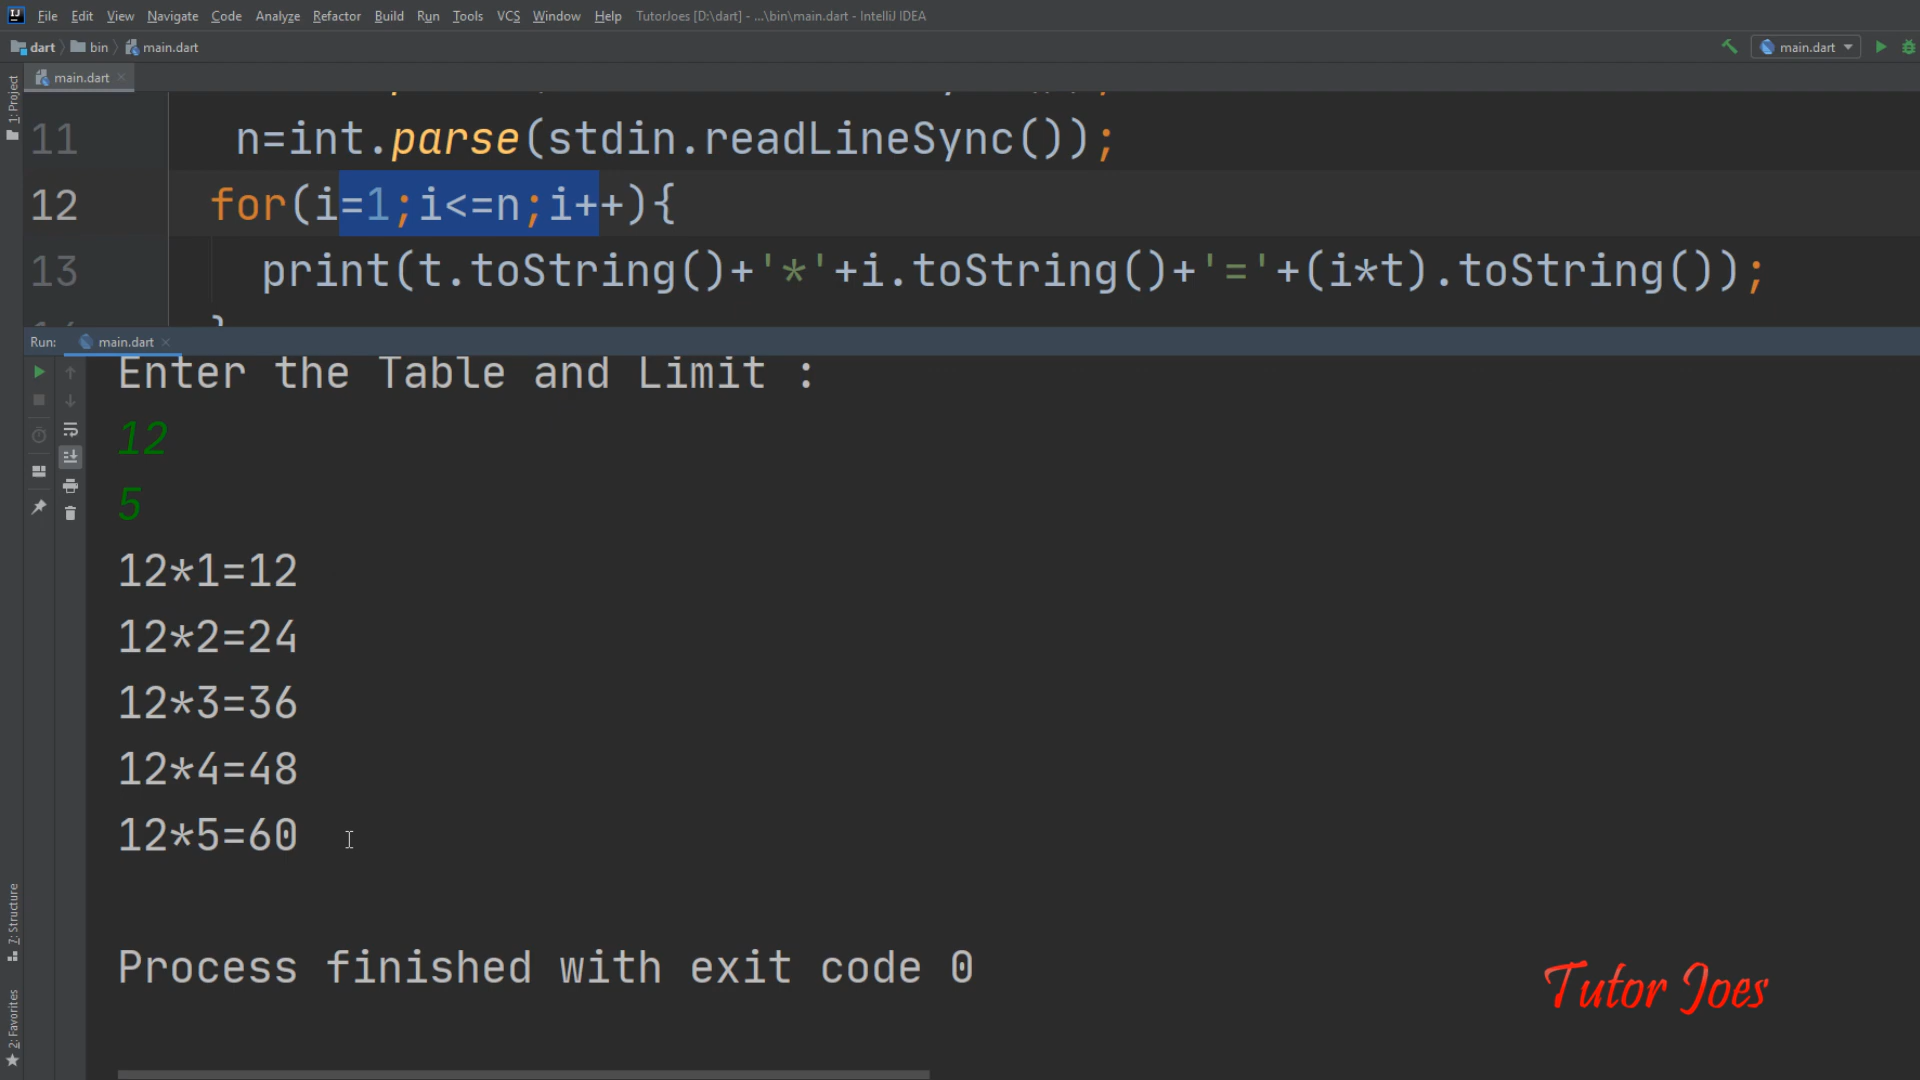 File Edit View Navigate Code Analyze Refactor Build Run Tools VCS Window Help TutorJoes [D:\dart] - ...\bin\main.dart - IntelliJ IDEA
dart bin main.dart
main.dart
main.dart
1: Project
11 n=int.parse(stdin.readLineSync());
12 for(i=1;i<=n;i++){
13 print(t.toString()+'*'+i.toString()+'='+(i*t).toString());
Run: main.dart
Enter the Table and Limit :
12
5
12*1=12
12*2=24
12*3=36
12*4=48
12*5=60
Process finished with exit code 0
7: Structure
2: Favorites
Tutor Joes